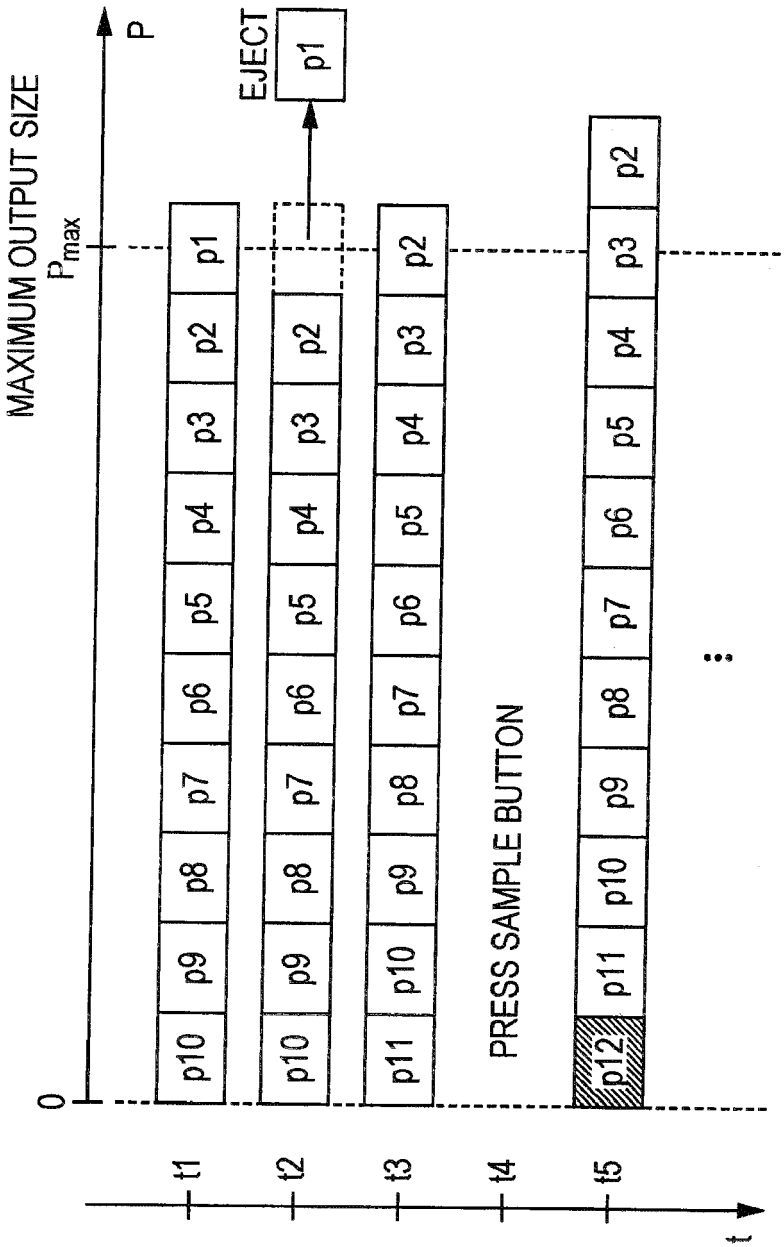 MAXIMUM OUTPUT SIZE
0 Pmax P
t1 p10 p9 p8 p7 p6 p5 p4 p3 p2 p1
EJECT
t2 p10 p9 p8 p7 p6 p5 p4 p3 p2 p1
t3 p11 p10 p9 p8 p7 p6 p5 p4 p3 p2
t4 PRESS SAMPLE BUTTON
t5 p12 p11 p10 p9 p8 p7 p6 p5 p4 p3 p2
t